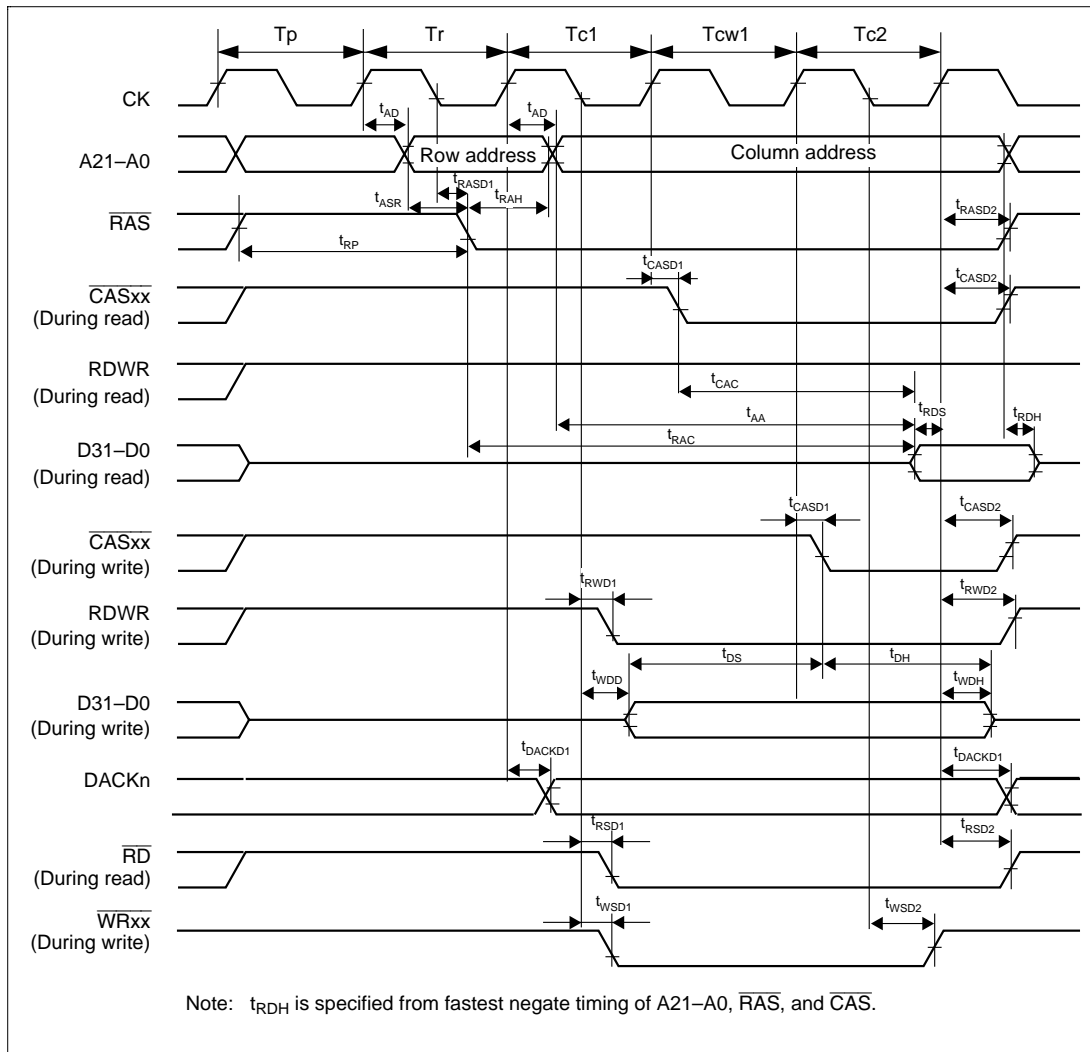 Tp Tr Tc1 Tcw1 Tc2
CK
tAD tAD
A21–A0 Row address Column address
tRASD1
tASR tRAH
RAS tRASD2
tRP
tCASD1
CASxx tCASD2
(During read)
RDWR
(During read) tCAC
tRDS
tAA tRDH
tRAC
D31–D0
(During read)
tCASD1 tCASD2
CASxx
(During write)
tRWD1 tRWD2
RDWR
(During write)
tDS tDH
tWDD tWDH
D31–D0
(During write)
tDACKD1 tDACKD1
DACKn
tRSD1 tRSD2
RD
(During read)
tWSD1 tWSD2
WRxx
(During write)
Note: tRDH is specified from fastest negate timing of A21–A0, RAS, and CAS.